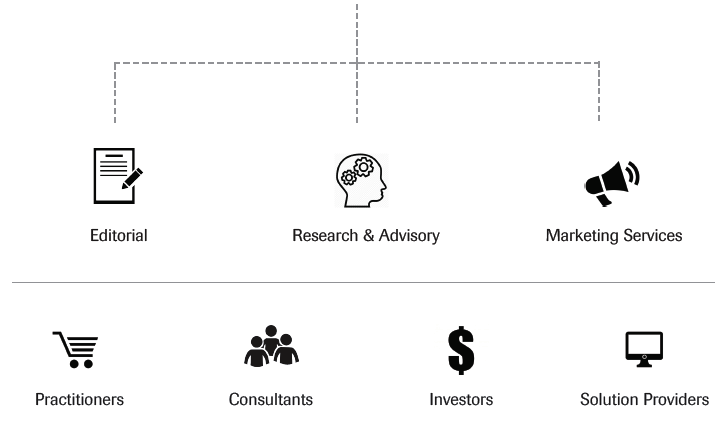 Editorial
Research & Advisory
Marketing Services
Practitioners
Consultants
Investors
Solution Providers